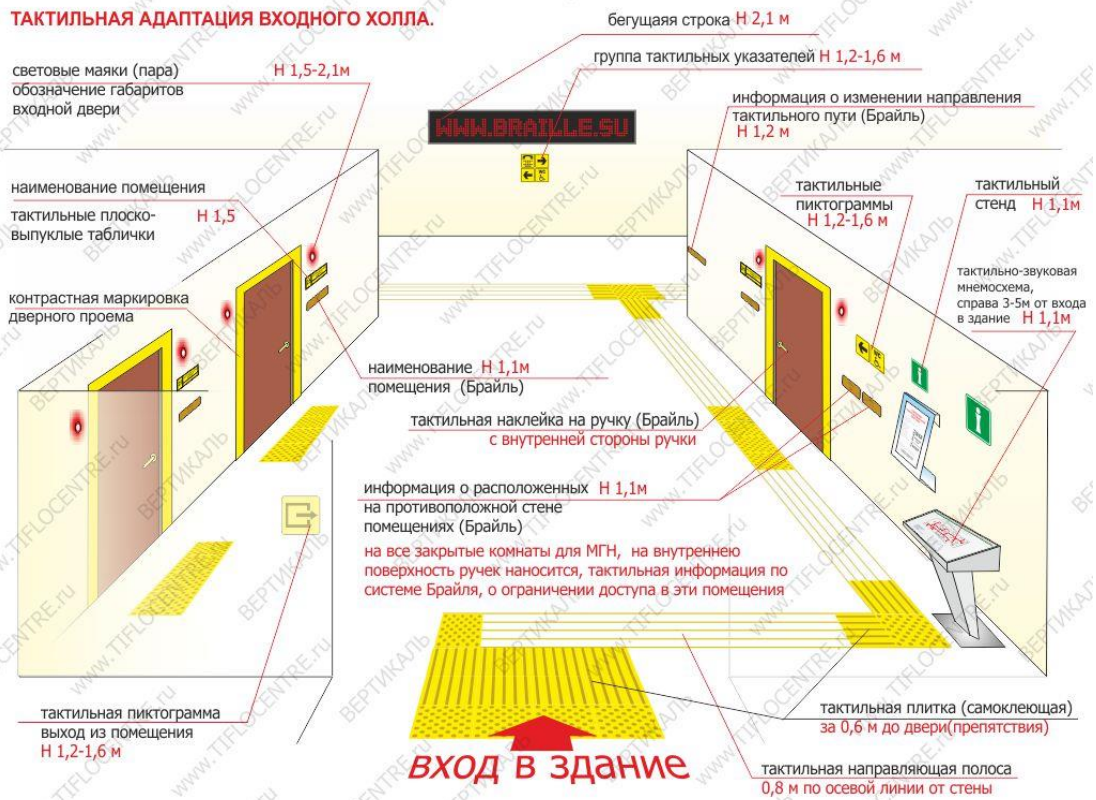 ТАКТИЛЬНАЯ АДАПТАЦИЯ ВХОДНОГО ХОЛЛА.
бегущаяя строка Н 2,1 м
группа тактильных указателей Н 1,2-1,6 м
световые маяки (пара) Н 1,5-2,1м
обозначение габаритов
входной двери
информация о изменении направления
тактильного пути (Брайль)
Н 1,2 м
WWW.BRAILLE.SU
наименование помещения
тактильные плоско- Н 1,5
выпуклые таблички
тактильные
пиктограммы
Н 1,2-1,6 м
тактильный
стенд Н 1,1м
тактильно-звуковая
мнемосхема,
справа 3-5м от входа
в здание Н 1,1м
контрастная маркировка
дверного проема
наименование Н 1,1м
помещения (Брайль)
тактильная наклейка на ручку (Брайль)
с внутренней стороны ручки
информация о расположенных Н 1,1м
на противоположной стене
помещениях (Брайль)
на все закрытые комнаты для МГН, на внутреннею
поверхность ручек наносится, тактильная информация по
системе Брайля, о ограничении доступа в эти помещения
тактильная пиктограмма
выход из помещения
Н 1,2-1,6 м
тактильная плитка (самоклеющая)
за 0,6 м до двери(препятствия)
ВХОД В ЗДАНИЕ
тактильная направляющая полоса
0,8 м по осевой линии от стены
ВЕРТИКАЛЬ
WWW.TIFLOCENTRE.ru